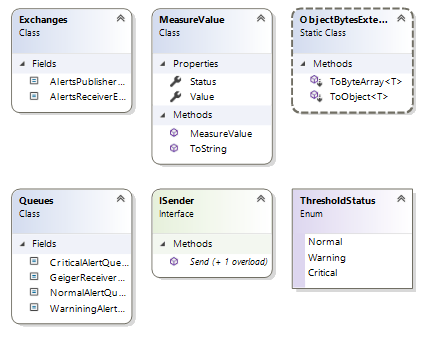 Exchanges
Class
Fields
AlertsPublisher...
AlertsReceiverE...
MeasureValue
Class
Properties
Status
Value
Methods
MeasureValue
ToString
ObjectBytesExte...
Static Class
Methods
ToByteArray<T>
ToObject<T>
Queues
Class
Fields
CriticalAlertQue...
GeigerReceiver...
NormalAlertQu...
WarniningAlert...
ISender
Interface
Methods
Send (+ 1 overload)
ThresholdStatus
Enum
Normal
Warning
Critical